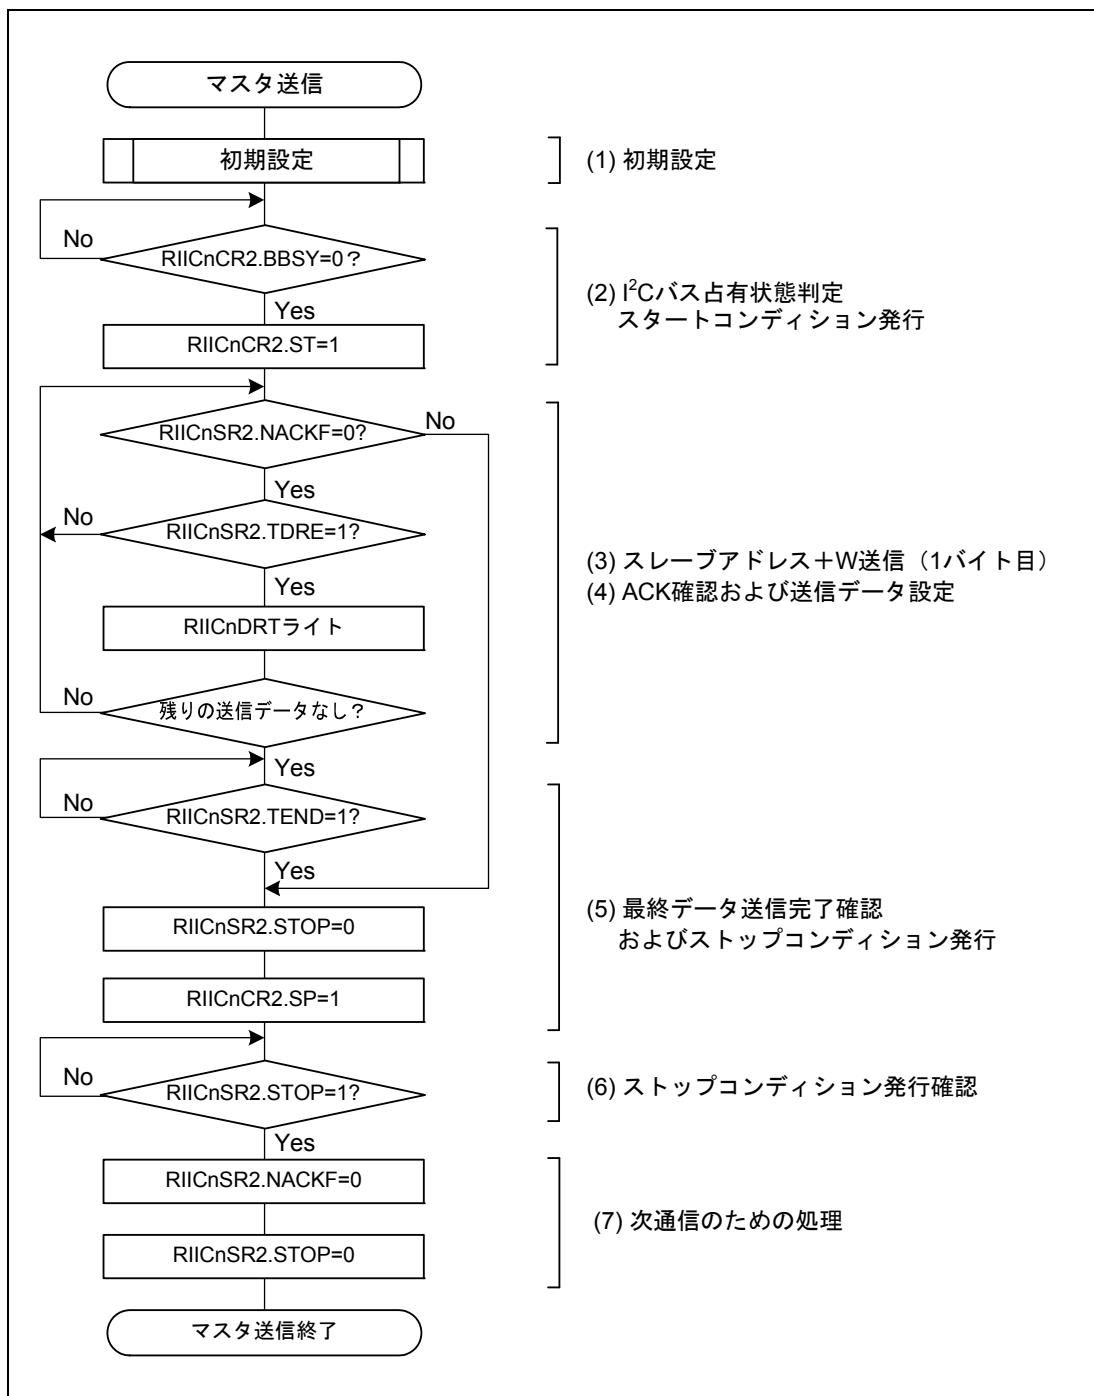 マスタ送信
初期設定
(1) 初期設定
No
RIICnCR2.BBSY=0？
Yes
RIICnCR2.ST=1
(2) I²Cバス占有状態判定
スタートコンディション発行
RIICnSR2.NACKF=0?
No
Yes
No
RIICnSR2.TDRE=1?
Yes
RIICnDRTライト
No
残りの送信データなし？
Yes
(3) スレーブアドレス＋W送信（1バイト目）
(4) ACK確認および送信データ設定
No
RIICnSR2.TEND=1?
Yes
RIICnSR2.STOP=0
RIICnCR2.SP=1
(5) 最終データ送信完了確認
およびストップコンディション発行
No
RIICnSR2.STOP=1?
Yes
(6) ストップコンディション発行確認
RIICnSR2.NACKF=0
RIICnSR2.STOP=0
(7) 次通信のための処理
マスタ送信終了